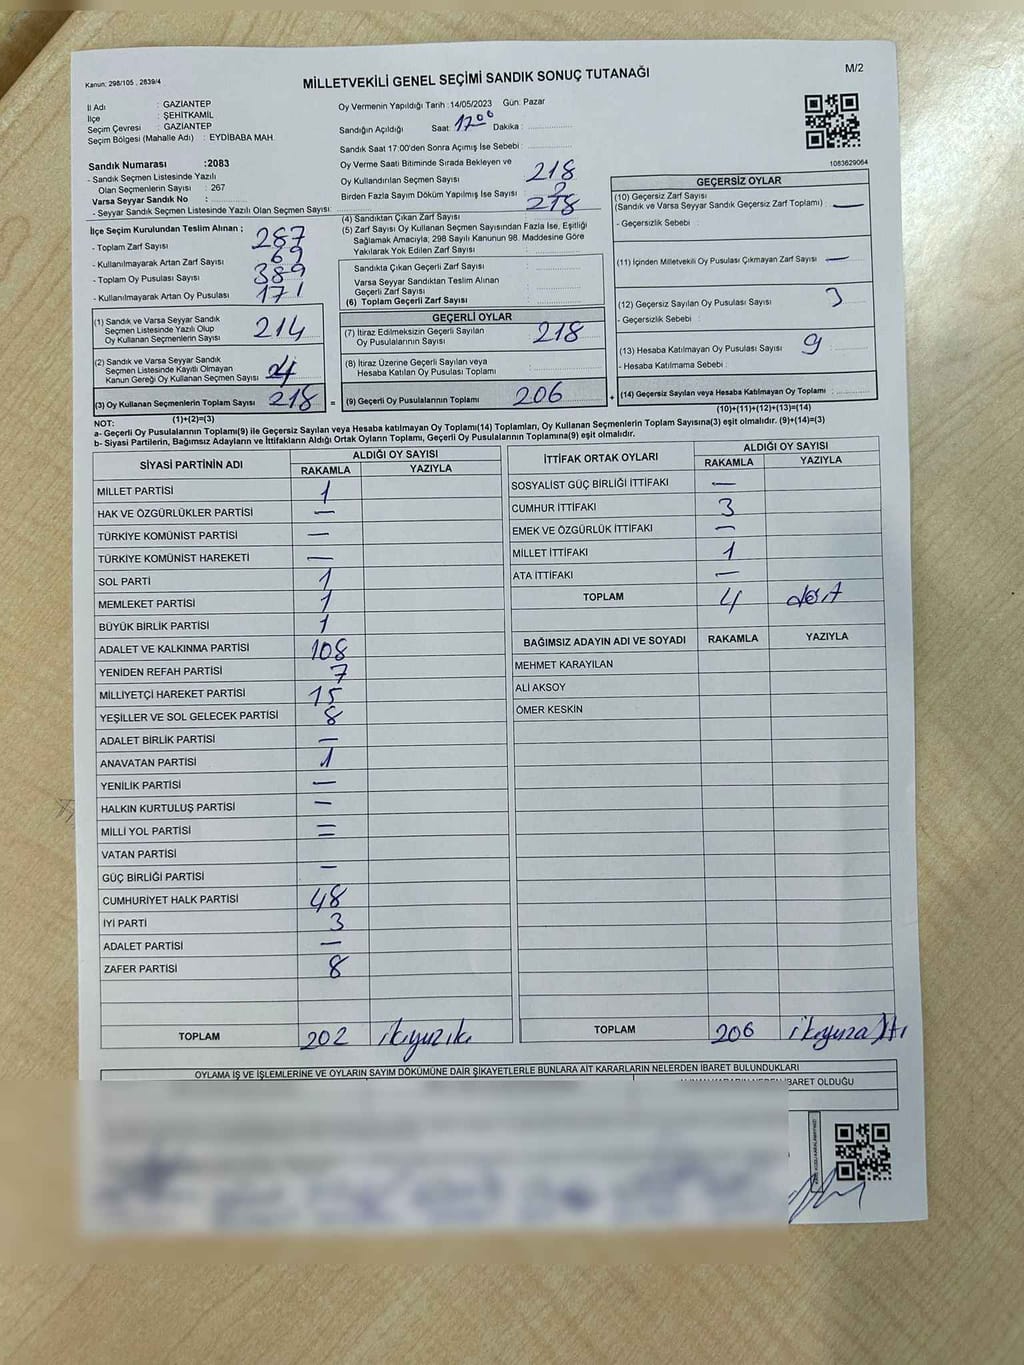 Kanun: 298/105 , 2839/4
MİLLETVEKİLİ GENEL SEÇİMİ SANDIK SONUÇ TUTANAĞI
M/2
İl Adı : GAZİANTEP
İlçe : ŞEHİTKAMİL
Seçim Çevresi : GAZİANTEP
Seçim Bölgesi (Mahalle Adı) : EYDİBABA MAH.
Oy Vermenin Yapıldığı Tarih :14/05/2023 Gün: Pazar
Sandığın Açıldığı Saat: 17:00 Dakika :
Sandık Saat 17:00'den Sonra Açımış İse Sebebi :
Sandık Numarası :2083
- Sandık Seçmen Listesinde Yazılı
Olan Seçmenlerin Sayısı : 267
Varsa Seyyar Sandık No :
- Seyyar Sandık Seçmen Listesinde Yazılı Olan Seçmen Sayısı:
Oy Verme Saati Bitiminde Sırada Bekleyen ve
Oy Kullandırılan Seçmen Sayısı 218
Birden Fazla Sayım Döküm Yapılmış İse Sayısı :
(4) Sandıktan Çıkan Zarf Sayısı : 218
(5) Zarf Sayısı Oy Kullanan Seçmen Sayısından Fazla İse, Eşitliği
Sağlamak Amacıyla; 298 Sayılı Kanunun 98. Maddesine Göre
Yakılarak Yok Edilen Zarf Sayısı
İlçe Seçim Kurulundan Teslim Alınan ;
- Toplam Zarf Sayısı 287
- Kullanılmayarak Artan Zarf Sayısı 69
- Toplam Oy Pusulası Sayısı 389
- Kullanılmayarak Artan Oy Pusulası 171
Sandıkta Çıkan Geçerli Zarf Sayısı :
Varsa Seyyar Sandıktan Teslim Alınan
Geçerli Zarf Sayısı
(6) Toplam Geçerli Zarf Sayısı
1083629064
GEÇERSİZ OYLAR
(10) Geçersiz Zarf Sayısı
(Sandık ve Varsa Seyyar Sandık Geçersiz Zarf Toplamı) : —
- Geçersizlik Sebebi :
(11) İçinden Milletvekili Oy Pusulası Çıkmayan Zarf Sayısı —
(12) Geçersiz Sayılan Oy Pusulası Sayısı 3
- Geçersizlik Sebebi :
(13) Hesaba Katılmayan Oy Pusulası Sayısı 9
- Hesaba Katılmama Sebebi :
(14) Geçersiz Sayılan veya Hesaba Katılmayan Oy Toplamı :
(10)+(11)+(12)+(13)=(14)
(1) Sandık ve Varsa Seyyar Sandık
Seçmen Listesinde Yazılı Olup
Oy Kullanan Seçmenlerin Sayısı 214
(2) Sandık ve Varsa Seyyar Sandık
Seçmen Listesinde Kayıtlı Olmayan
Kanun Gereği Oy Kullanan Seçmen Sayısı 4
(3) Oy Kullanan Seçmenlerin Toplam Sayısı 218 =
(1)+(2)=(3)
GEÇERLİ OYLAR
(7) İtiraz Edilmeksizin Geçerli Sayılan
Oy Pusulalarının Sayısı : 218
(8) İtiraz Üzerine Geçerli Sayılan veya
Hesaba Katılan Oy Pusulası Toplamı
(9) Geçerli Oy Pusulalarının Toplamı 206 +
NOT:
a- Geçerli Oy Pusulalarının Toplamı(9) ile Geçersiz Sayılan veya Hesaba katılmayan Oy Toplamı(14) Toplamları, Oy Kullanan Seçmenlerin Toplam Sayısına(3) eşit olmalıdır. (9)+(14)=(3)
b- Siyasi Partilerin, Bağımsız Adayların ve İttifakların Aldığı Ortak Oyların Toplamı, Geçerli Oy Pusulalarının Toplamına(9) eşit olmalıdır.
SİYASİ PARTİNİN ADI ALDIĞI OY SAYISI
RAKAMLA YAZIYLA
MİLLET PARTİSİ 1
HAK VE ÖZGÜRLÜKLER PARTİSİ —
TÜRKİYE KOMÜNİST PARTİSİ —
TÜRKİYE KOMÜNİST HAREKETİ —
SOL PARTİ 1
MEMLEKET PARTİSİ 1
BÜYÜK BİRLİK PARTİSİ 1
ADALET VE KALKINMA PARTİSİ 108
YENİDEN REFAH PARTİSİ 7
MİLLİYETÇİ HAREKET PARTİSİ 15
YEŞİLLER VE SOL GELECEK PARTİSİ 8
ADALET BİRLİK PARTİSİ —
ANAVATAN PARTİSİ 1
YENİLİK PARTİSİ —
HALKIN KURTULUŞ PARTİSİ —
MİLLİ YOL PARTİSİ =
VATAN PARTİSİ
GÜÇ BİRLİĞİ PARTİSİ —
CUMHURİYET HALK PARTİSİ 48
İYİ PARTİ 3
ADALET PARTİSİ —
ZAFER PARTİSİ 8
TOPLAM 202 ikiyüziki
İTTİFAK ORTAK OYLARI ALDIĞI OY SAYISI
RAKAMLA YAZIYLA
SOSYALİST GÜÇ BİRLİĞİ İTTİFAKI —
CUMHUR İTTİFAKI 3
EMEK VE ÖZGÜRLÜK İTTİFAKI —
MİLLET İTTİFAKI 1
ATA İTTİFAKI —
TOPLAM 4 dört
BAĞIMSIZ ADAYIN ADI VE SOYADI RAKAMLA YAZIYLA
MEHMET KARAYILAN
ALİ AKSOY
ÖMER KESKİN
TOPLAM 206 ikiyüzaltı
OYLAMA İŞ VE İŞLEMLERİNE VE OYLARIN SAYIM DÖKÜMÜNE DAİR ŞİKAYETLERLE BUNLARA AİT KARARLARIN NELERDEN İBARET BULUNDUKLARI
İBARET OLDUĞU